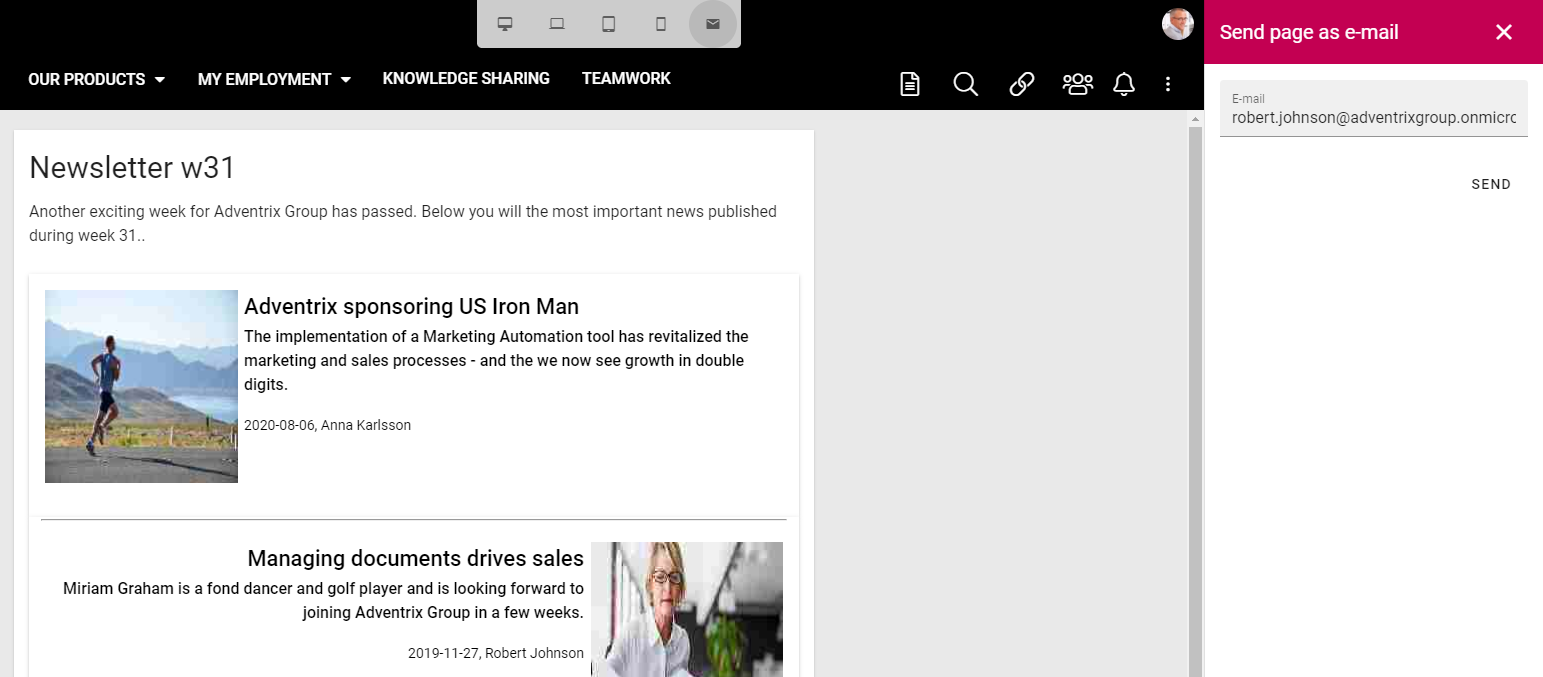 Send page as e-mail
OUR PRODUCTS
MY EMPLOYMENT
KNOWLEDGE SHARING
TEAMWORK
E-mail
robert.johnson@adventrixgroup.onmicro
SEND
Newsletter w31
Another exciting week for Adventrix Group has passed. Below you will the most important news published
during week 31..
Adventrix sponsoring US Iron Man
The implementation of a Marketing Automation tool has revitalized the
marketing and sales processes - and the we now see growth in double
digits.
2020-08-06, Anna Karlsson
Managing documents drives sales
Miriam Graham is a fond dancer and golf player and is looking forward to
joining Adventrix Group in a few weeks.
2019-11-27, Robert Johnson